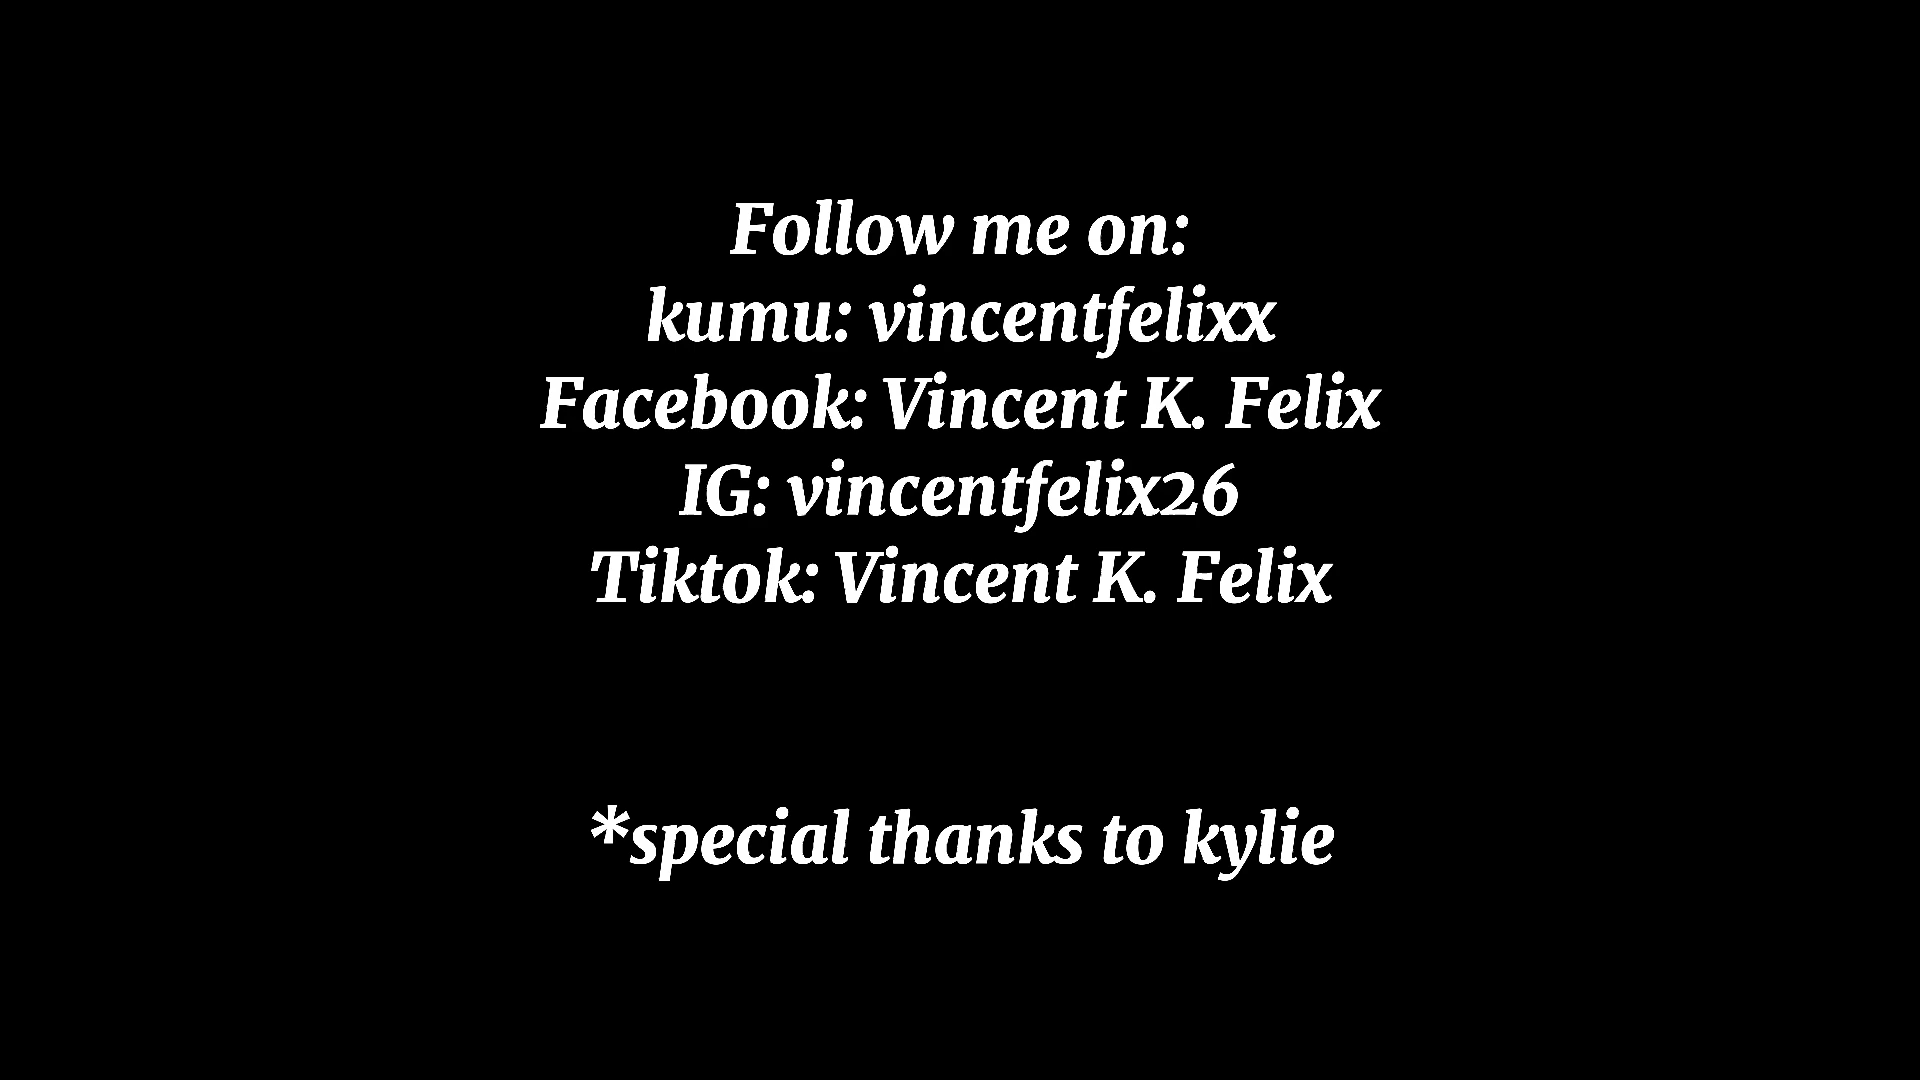 Follow me on:
kumu: vincentfelixx
Facebook: Vincent K. Felix
IG: vincentfelix26
Tiktok: Vincent K. Felix
*special thanks to kylie